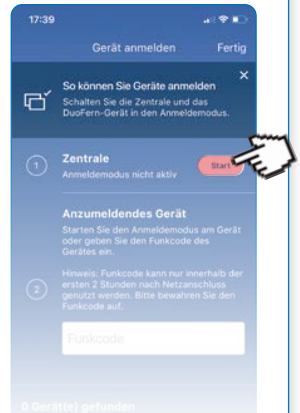 17:39
Gerät anmelden Fertig
So können Sie Geräte anmelden
Schalten Sie die Zentrale und das
DuoFern-Gerät in den Anmeldemodus.
1 Zentrale
Anmeldemodus nicht aktiv
Start
Anzumeldendes Gerät
Starten Sie den Anmeldemodus am Gerät
oder geben Sie den Funkcode des
Gerätes ein.
2
Hinweis: Funkcode kann nur innerhalb der
ersten 2 Stunden nach Netzanschluss
genutzt werden. Bitte bewahren Sie den
Funkcode auf.
Funkcode
0 Gerät(e) gefunden